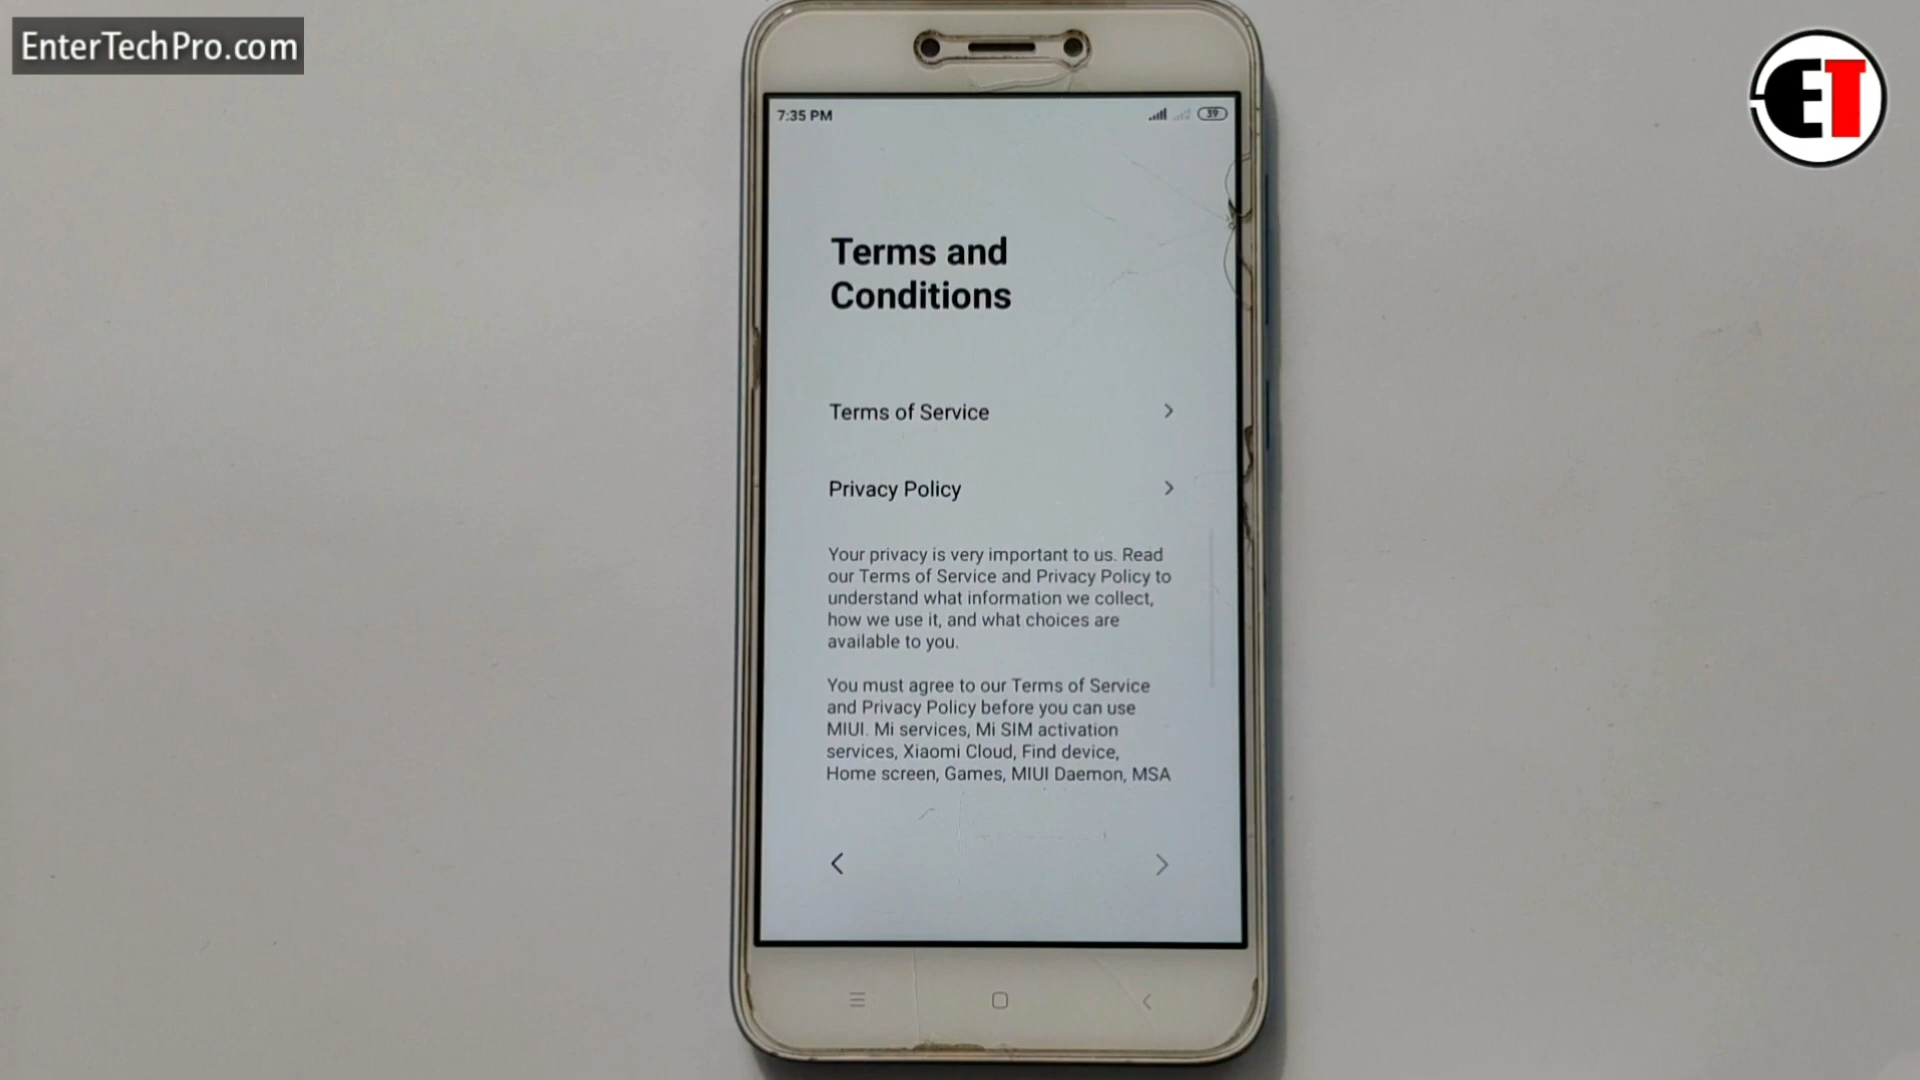 EnterTechPro.com
ET
7:35 PM
39
Terms and
Conditions
Terms of Service
Privacy Policy
Your privacy is very important to us. Read
our Terms of Service and Privacy Policy to
understand what information we collect,
how we use it, and what choices are
available to you.
You must agree to our Terms of Service
and Privacy Policy before you can use
MIUI. Mi services, Mi SIM activation
services, Xiaomi Cloud, Find device,
Home screen, Games, MIUI Daemon, MSA